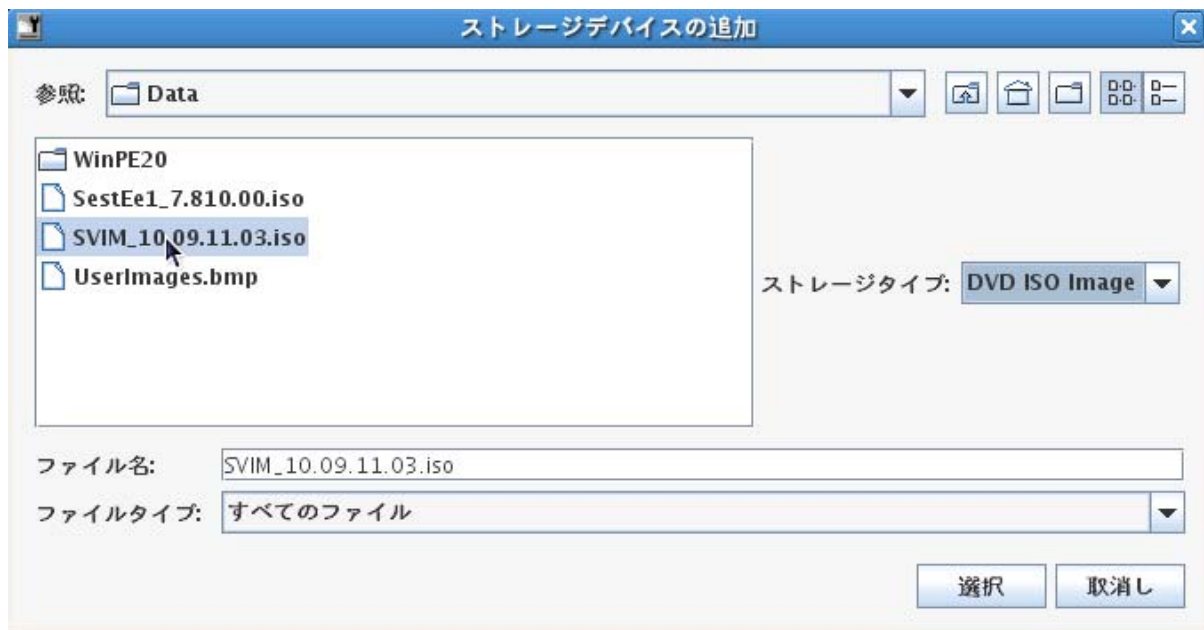 ストレージデバイスの追加
参照: Data
WinPE20
SestEe1_7.810.00.iso
SVIM_10.09.11.03.iso
UserImages.bmp
ストレージタイプ: DVD ISO Image
ファイル名: SVIM_10.09.11.03.iso
ファイルタイプ: すべてのファイル
選択 取消し